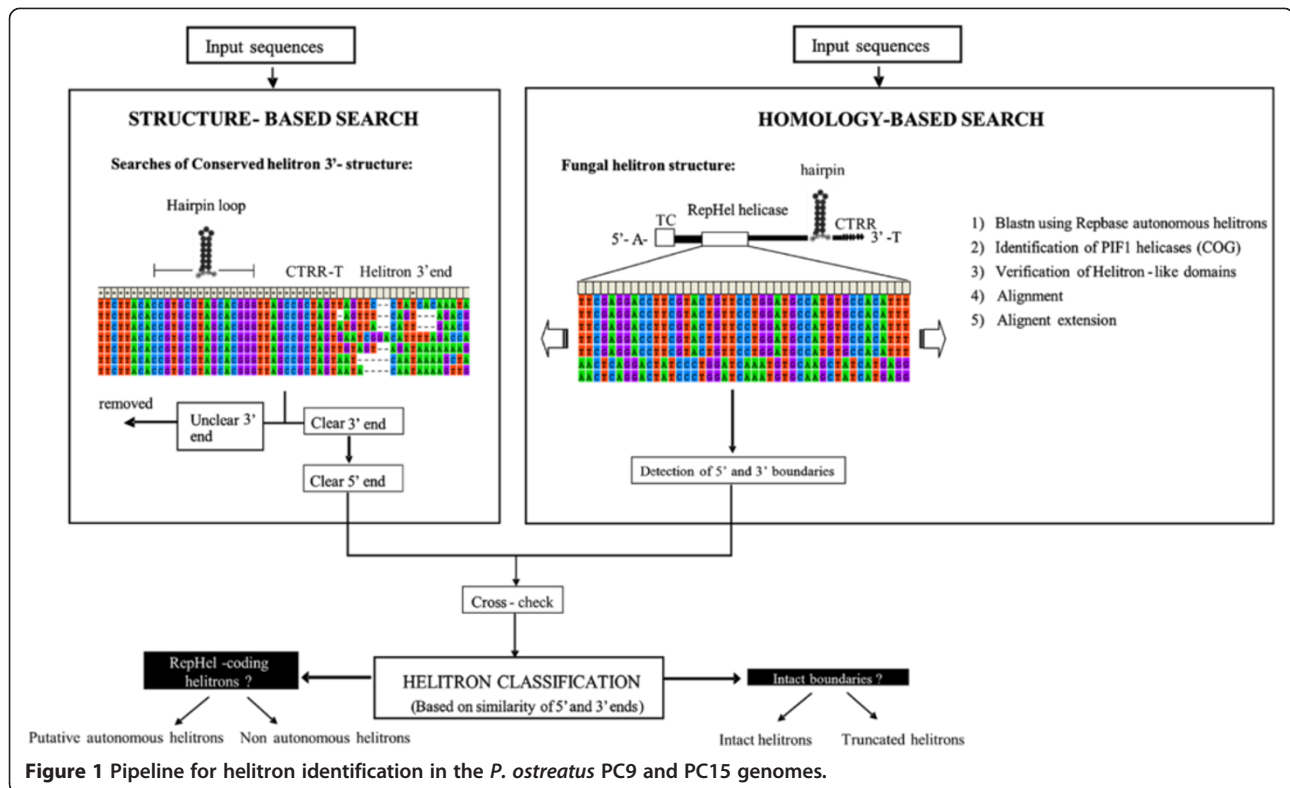 Input sequences
Input sequences
STRUCTURE- BASED SEARCH
Searches of Conserved helitron 3'- structure:
Hairpin loop
CTRR-T Helitron 3'end
removed
Unclear 3' end
Clear 3' end
Clear 5' end
HOMOLOGY-BASED SEARCH
Fungal helitron structure:
hairpin
RepHel helicase
TC
CTRR
5'- A-
3' -T
1) Blastn using Repbase autonomous helitrons
2) Identification of PIF1 helicases (COG)
3) Verification of Helitron-like domains
4) Alignment
5) Alignent extension
Detection of 5' and 3' boundaries
Cross - check
RepHel -coding
helitrons ?
HELITRON CLASSIFICATION
(Based on similarity of 5' and 3' ends)
Intact boundaries ?
Putative autonomous helitrons
Non autonomous helitrons
Intact helitrons
Truncated helitrons
Figure 1 Pipeline for helitron identification in the P. ostreatus PC9 and PC15 genomes.